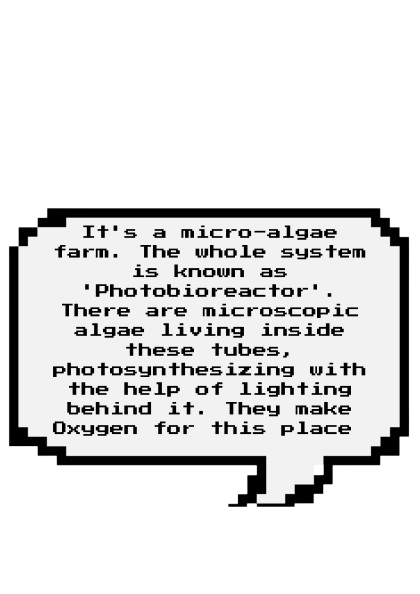 It's a micro-algae
farm. The whole system
is known as
'Photobioreactor'.
There are microscopic
algae living inside
these tubes,
photosynthesizing with
the help of lighting
behind it. They make
Oxygen for this place